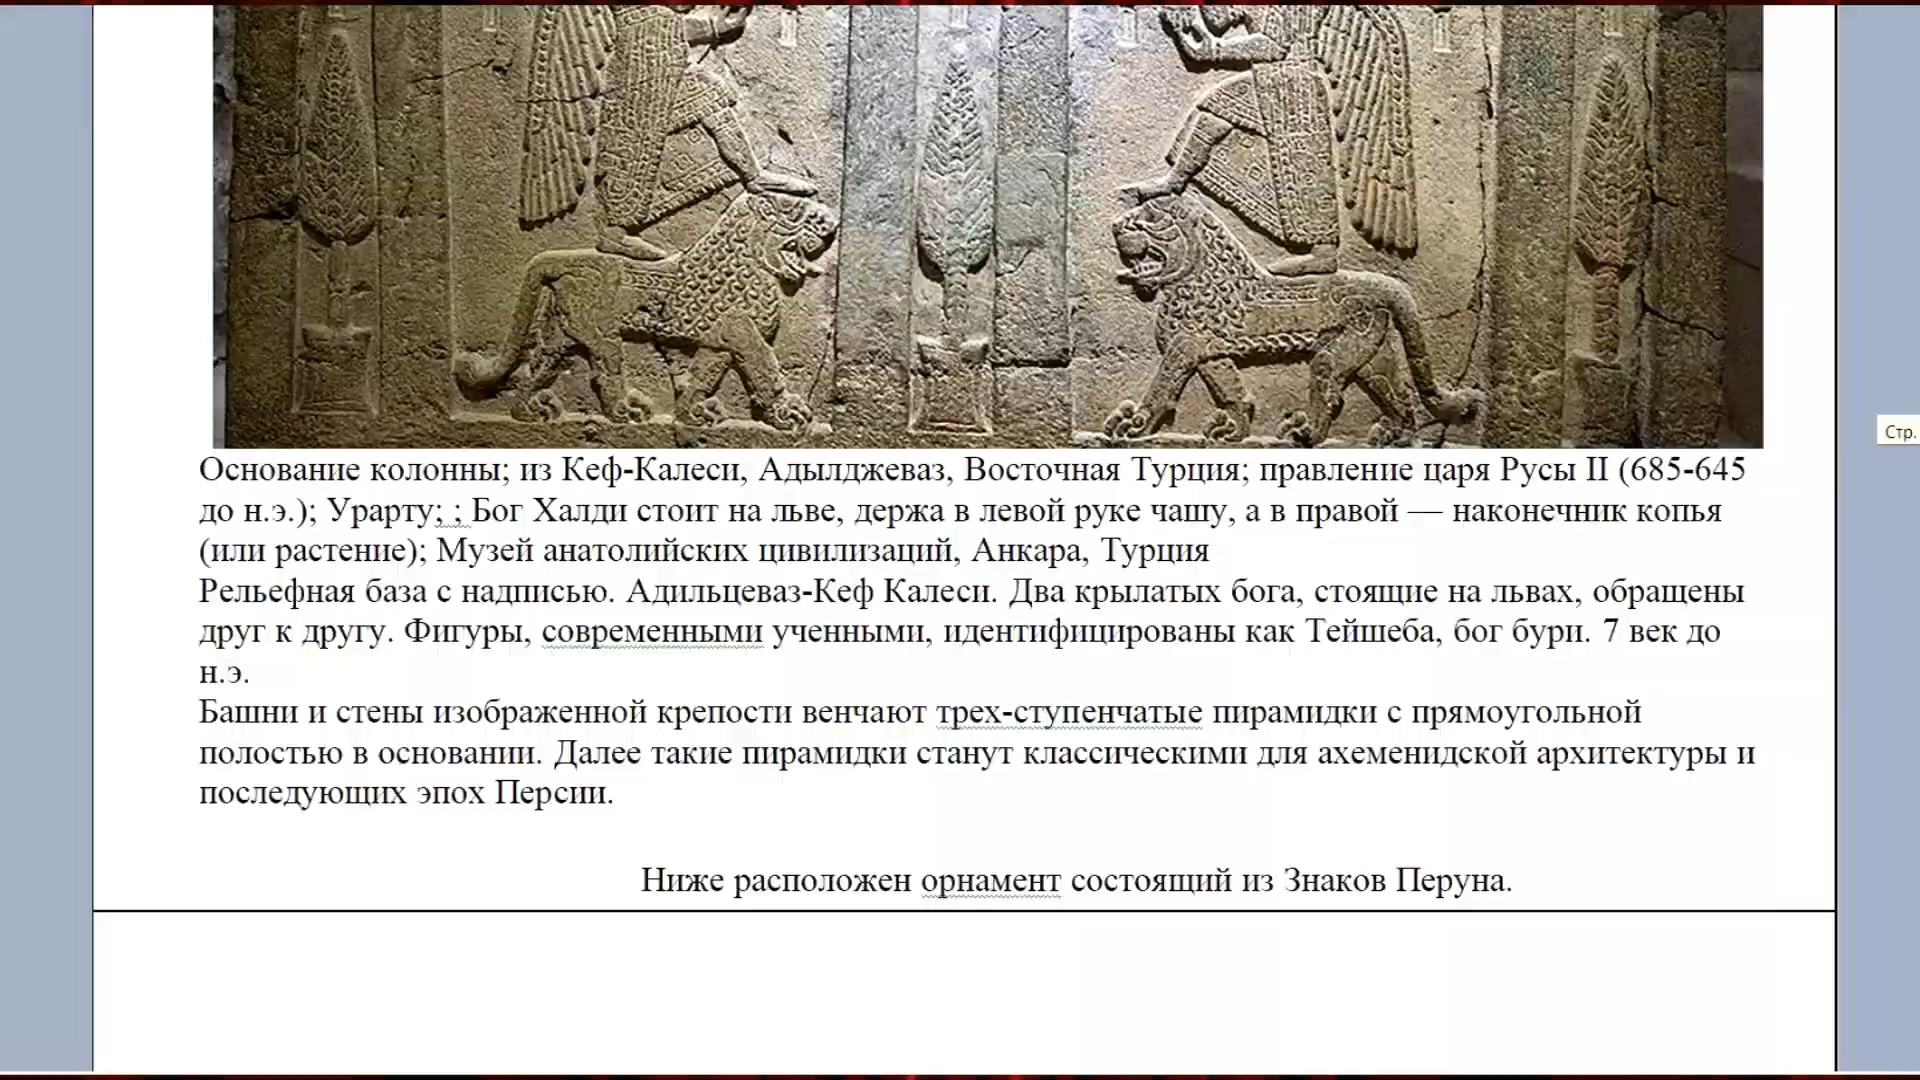 Основание колонны; из Кеф-Калеси, Адылджеваз, Восточная Турция; правление царя Русы II (685-645
до н.э.); Урарту; ; Бог Халди стоит на льве, держа в левой руке чашу, а в правой — наконечник копья
(или растение); Музей анатолийских цивилизаций, Анкара, Турция
Рельефная база с надписью. Адильцеваз-Кеф Калеси. Два крылатых бога, стоящие на львах, обращены
друг к другу. Фигуры, современными ученными, идентифицированы как Тейшеба, бог бури. 7 век до
н.э.
Башни и стены изображенной крепости венчают трех-ступенчатые пирамидки с прямоугольной
полостью в основании. Далее такие пирамидки станут классическими для ахеменидской архитектуры и
последующих эпох Персии.
Ниже расположен орнамент состоящий из Знаков Перуна.
Стр.